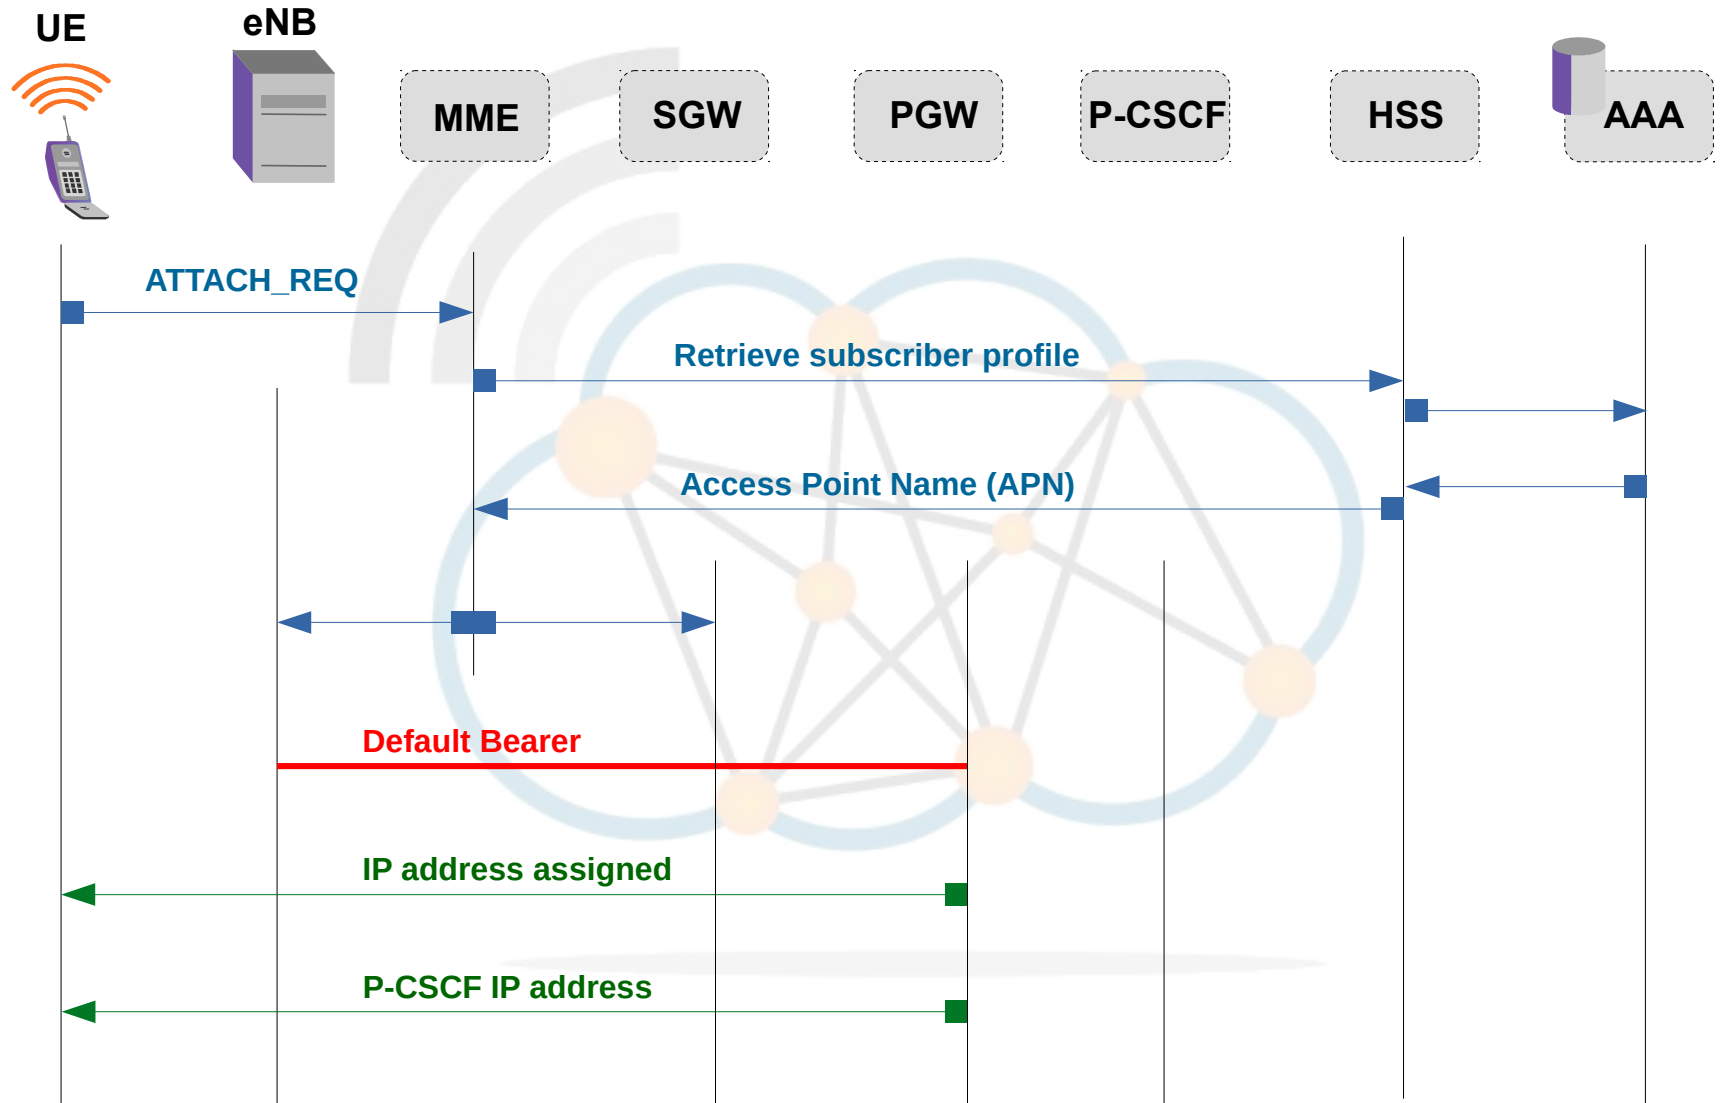 UE
eNB
MME
SGW
PGW
P-CSCF
HSS
AAA
ATTACH_REQ
Retrieve subscriber profile
Access Point Name (APN)
Default Bearer
IP address assigned
P-CSCF IP address